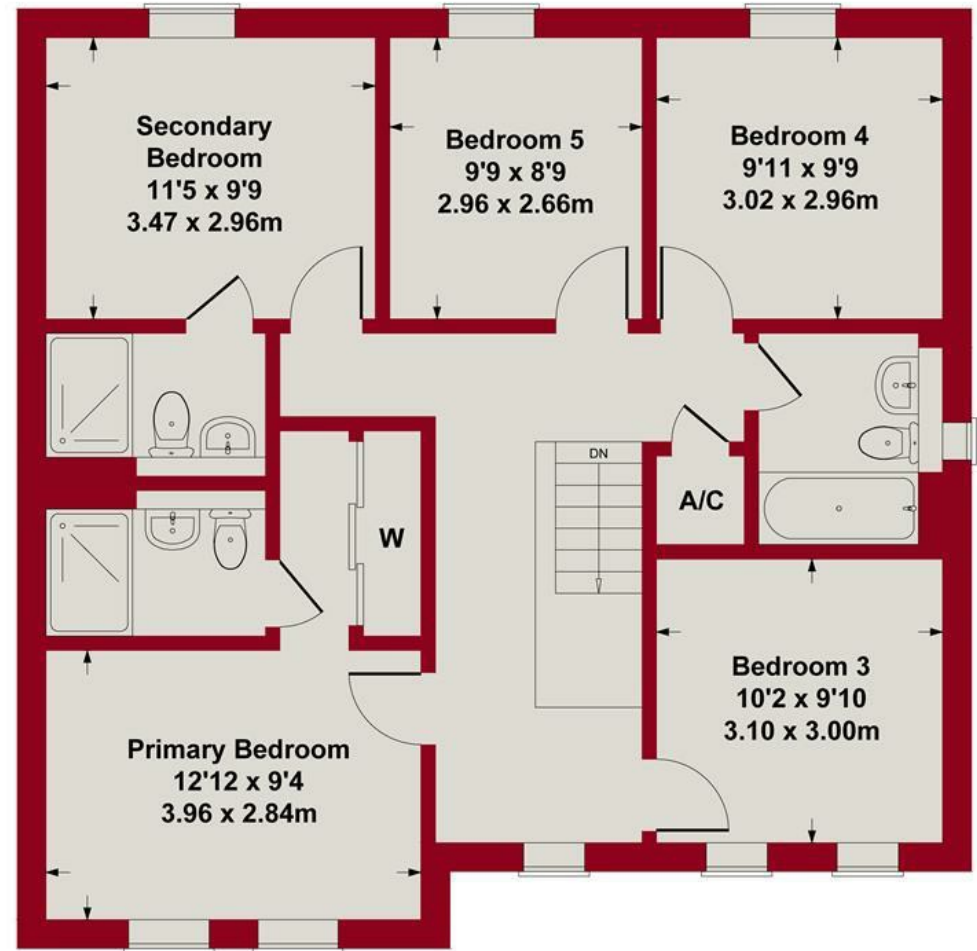 Secondary
Bedroom
11'5 x 9'9
3.47 x 2.96m
Bedroom 5
9'9 x 8'9
2.96 x 2.66m
Bedroom 4
9'11 x 9'9
3.02 x 2.96m
DN
A/C
W
Primary Bedroom
12'12 x 9'4
3.96 x 2.84m
Bedroom 3
10'2 x 9'10
3.10 x 3.00m